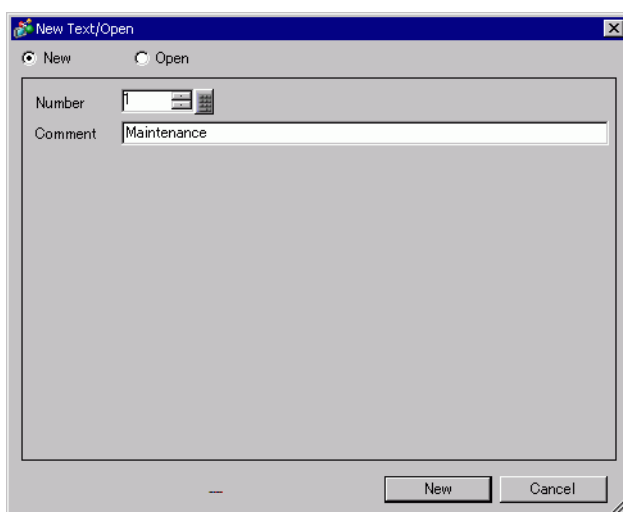 New Text/Open
New Open
Number 1
Comment Maintenance
New Cancel